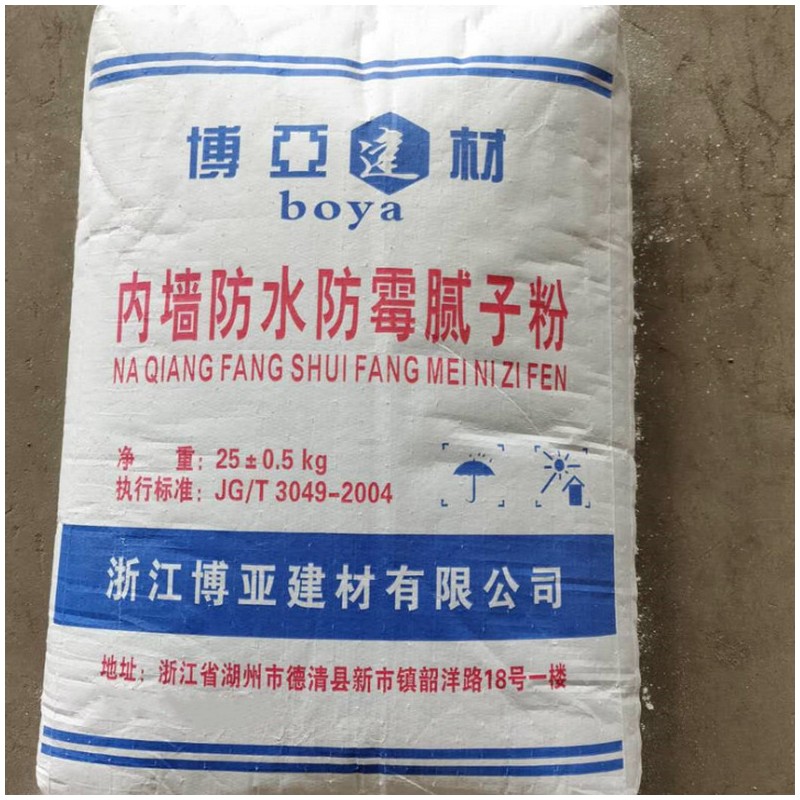 博亞建材
boya
内墙防水防霉腻子粉
NA QIANG FANG SHUI FANG MEI NI ZI FEN
净 重：25±0.5 kg
执行标准：JG/T 3049-2004
浙江博亚建材有限公司
地址：浙江省湖州市德清县新市镇韶洋路18号一楼